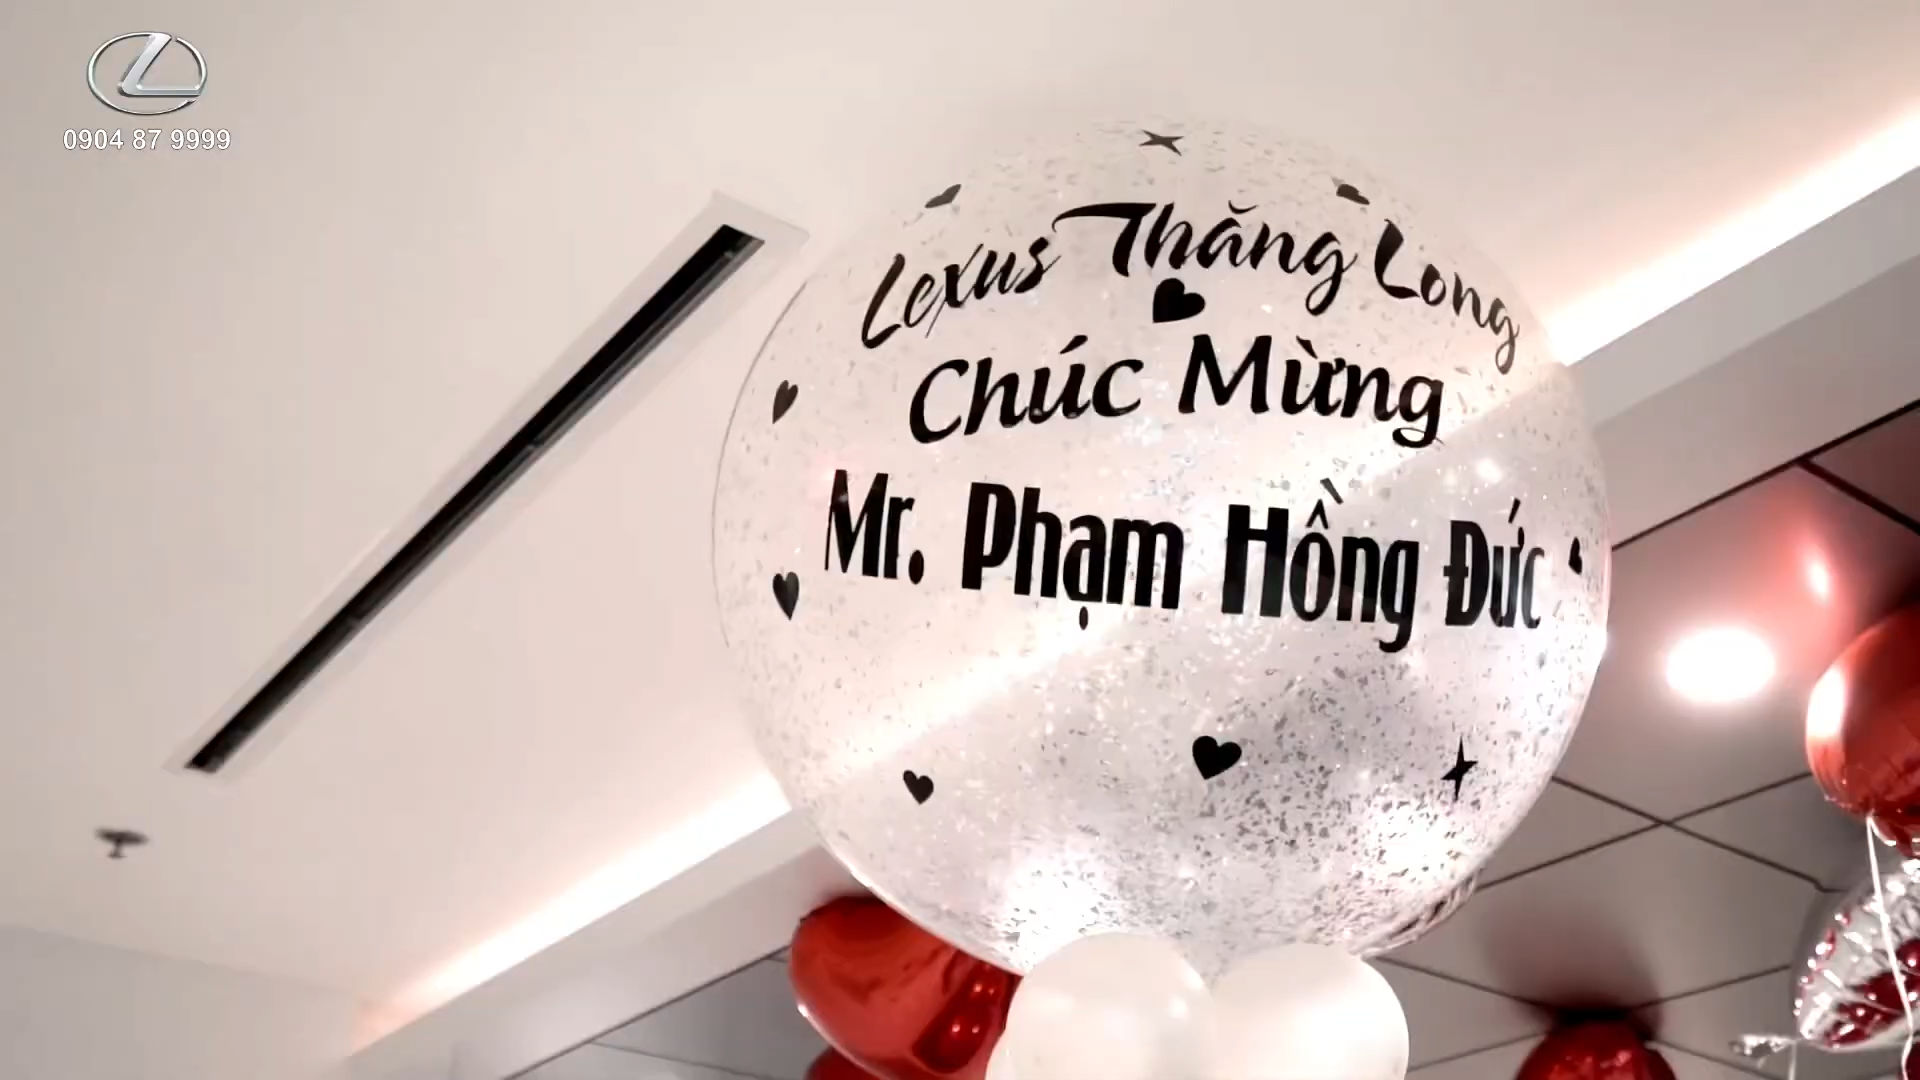 0904 87 9999
Lexus Thăng Long
Chúc Mừng
Mr. Phạm Hồng Đức